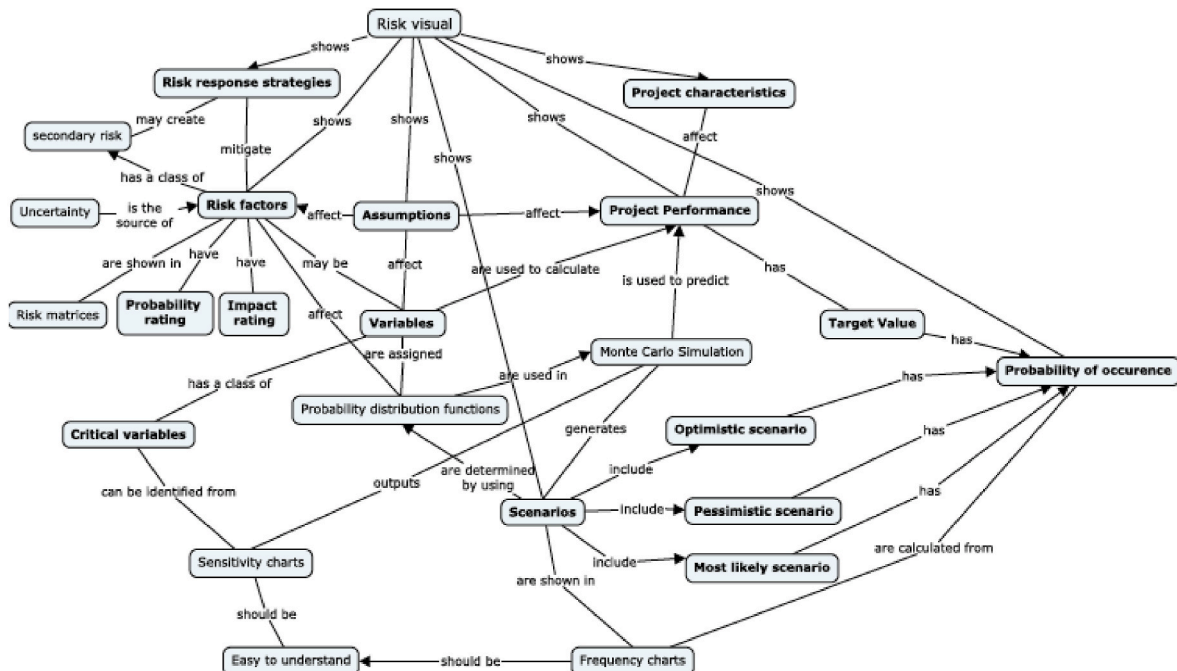 Risk visual
shows
shows
Risk response strategies
Project characteristics
may create
shows
shows
shows
secondary risk
affect
mitigate
shows
has a class of
shows
Uncertainty
is the
source of
Risk factors
affect
Assumptions
affect
Project Performance
are shown in
have
have
may be
affect
are used to calculate
has
is used to predict
Risk matrices
Probability
rating
Impact
rating
affect
Variables
Target Value
has
are assigned
Monte Carlo Simulation
Probability of occurence
has a class of
are used in
has
Probability distribution functions
Critical variables
generates
Optimistic scenario
has
are determined
by using
include
can be identified from
outputs
has
Scenarios
include
Pessimistic scenario
are calculated from
Sensitivity charts
include
Most likely scenario
are shown in
should be
Easy to understand
should be
Frequency charts